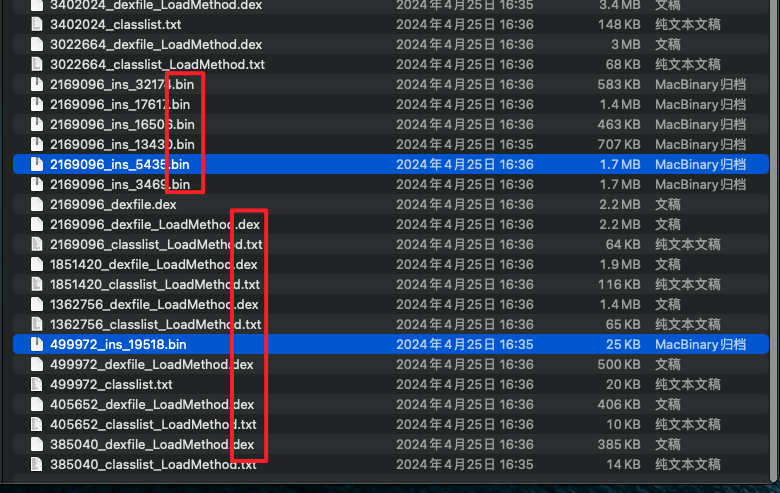 3402024_dexfile_LoadMethod.dex 2024年4月25日 16:35 3.4 MB 文稿
3402024_classlist.txt 2024年4月25日 16:36 148 KB 纯文本文稿
3022664_dexfile_LoadMethod.dex 2024年4月25日 16:36 3 MB 文稿
3022664_classlist_LoadMethod.txt 2024年4月25日 16:36 68 KB 纯文本文稿
2169096_ins_32174.bin 2024年4月25日 16:36 583 KB MacBinary归档
2169096_ins_17617.bin 2024年4月25日 16:36 1.4 MB MacBinary归档
2169096_ins_16506.bin 2024年4月25日 16:36 463 KB MacBinary归档
2169096_ins_13430.bin 2024年4月25日 16:35 707 KB MacBinary归档
2169096_ins_5435.bin 2024年4月25日 16:36 1.7 MB MacBinary归档
2169096_ins_3469.bin 2024年4月25日 16:36 1.7 MB MacBinary归档
2169096_dexfile.dex 2024年4月25日 16:36 2.2 MB 文稿
2169096_dexfile_LoadMethod.dex 2024年4月25日 16:36 2.2 MB 文稿
2169096_classlist_LoadMethod.txt 2024年4月25日 16:36 64 KB 纯文本文稿
1851420_dexfile_LoadMethod.dex 2024年4月25日 16:36 1.9 MB 文稿
1851420_classlist_LoadMethod.txt 2024年4月25日 16:36 116 KB 纯文本文稿
1362756_dexfile_LoadMethod.dex 2024年4月25日 16:36 1.4 MB 文稿
1362756_classlist_LoadMethod.txt 2024年4月25日 16:36 65 KB 纯文本文稿
499972_ins_19518.bin 2024年4月25日 16:35 25 KB MacBinary归档
499972_dexfile_LoadMethod.dex 2024年4月25日 16:36 500 KB 文稿
499972_classlist.txt 2024年4月25日 16:36 20 KB 纯文本文稿
405652_dexfile_LoadMethod.dex 2024年4月25日 16:36 406 KB 文稿
405652_classlist_LoadMethod.txt 2024年4月25日 16:36 10 KB 纯文本文稿
385040_dexfile_LoadMethod.dex 2024年4月25日 16:36 385 KB 文稿
385040_classlist_LoadMethod.txt 2024年4月25日 16:35 14 KB 纯文本文稿